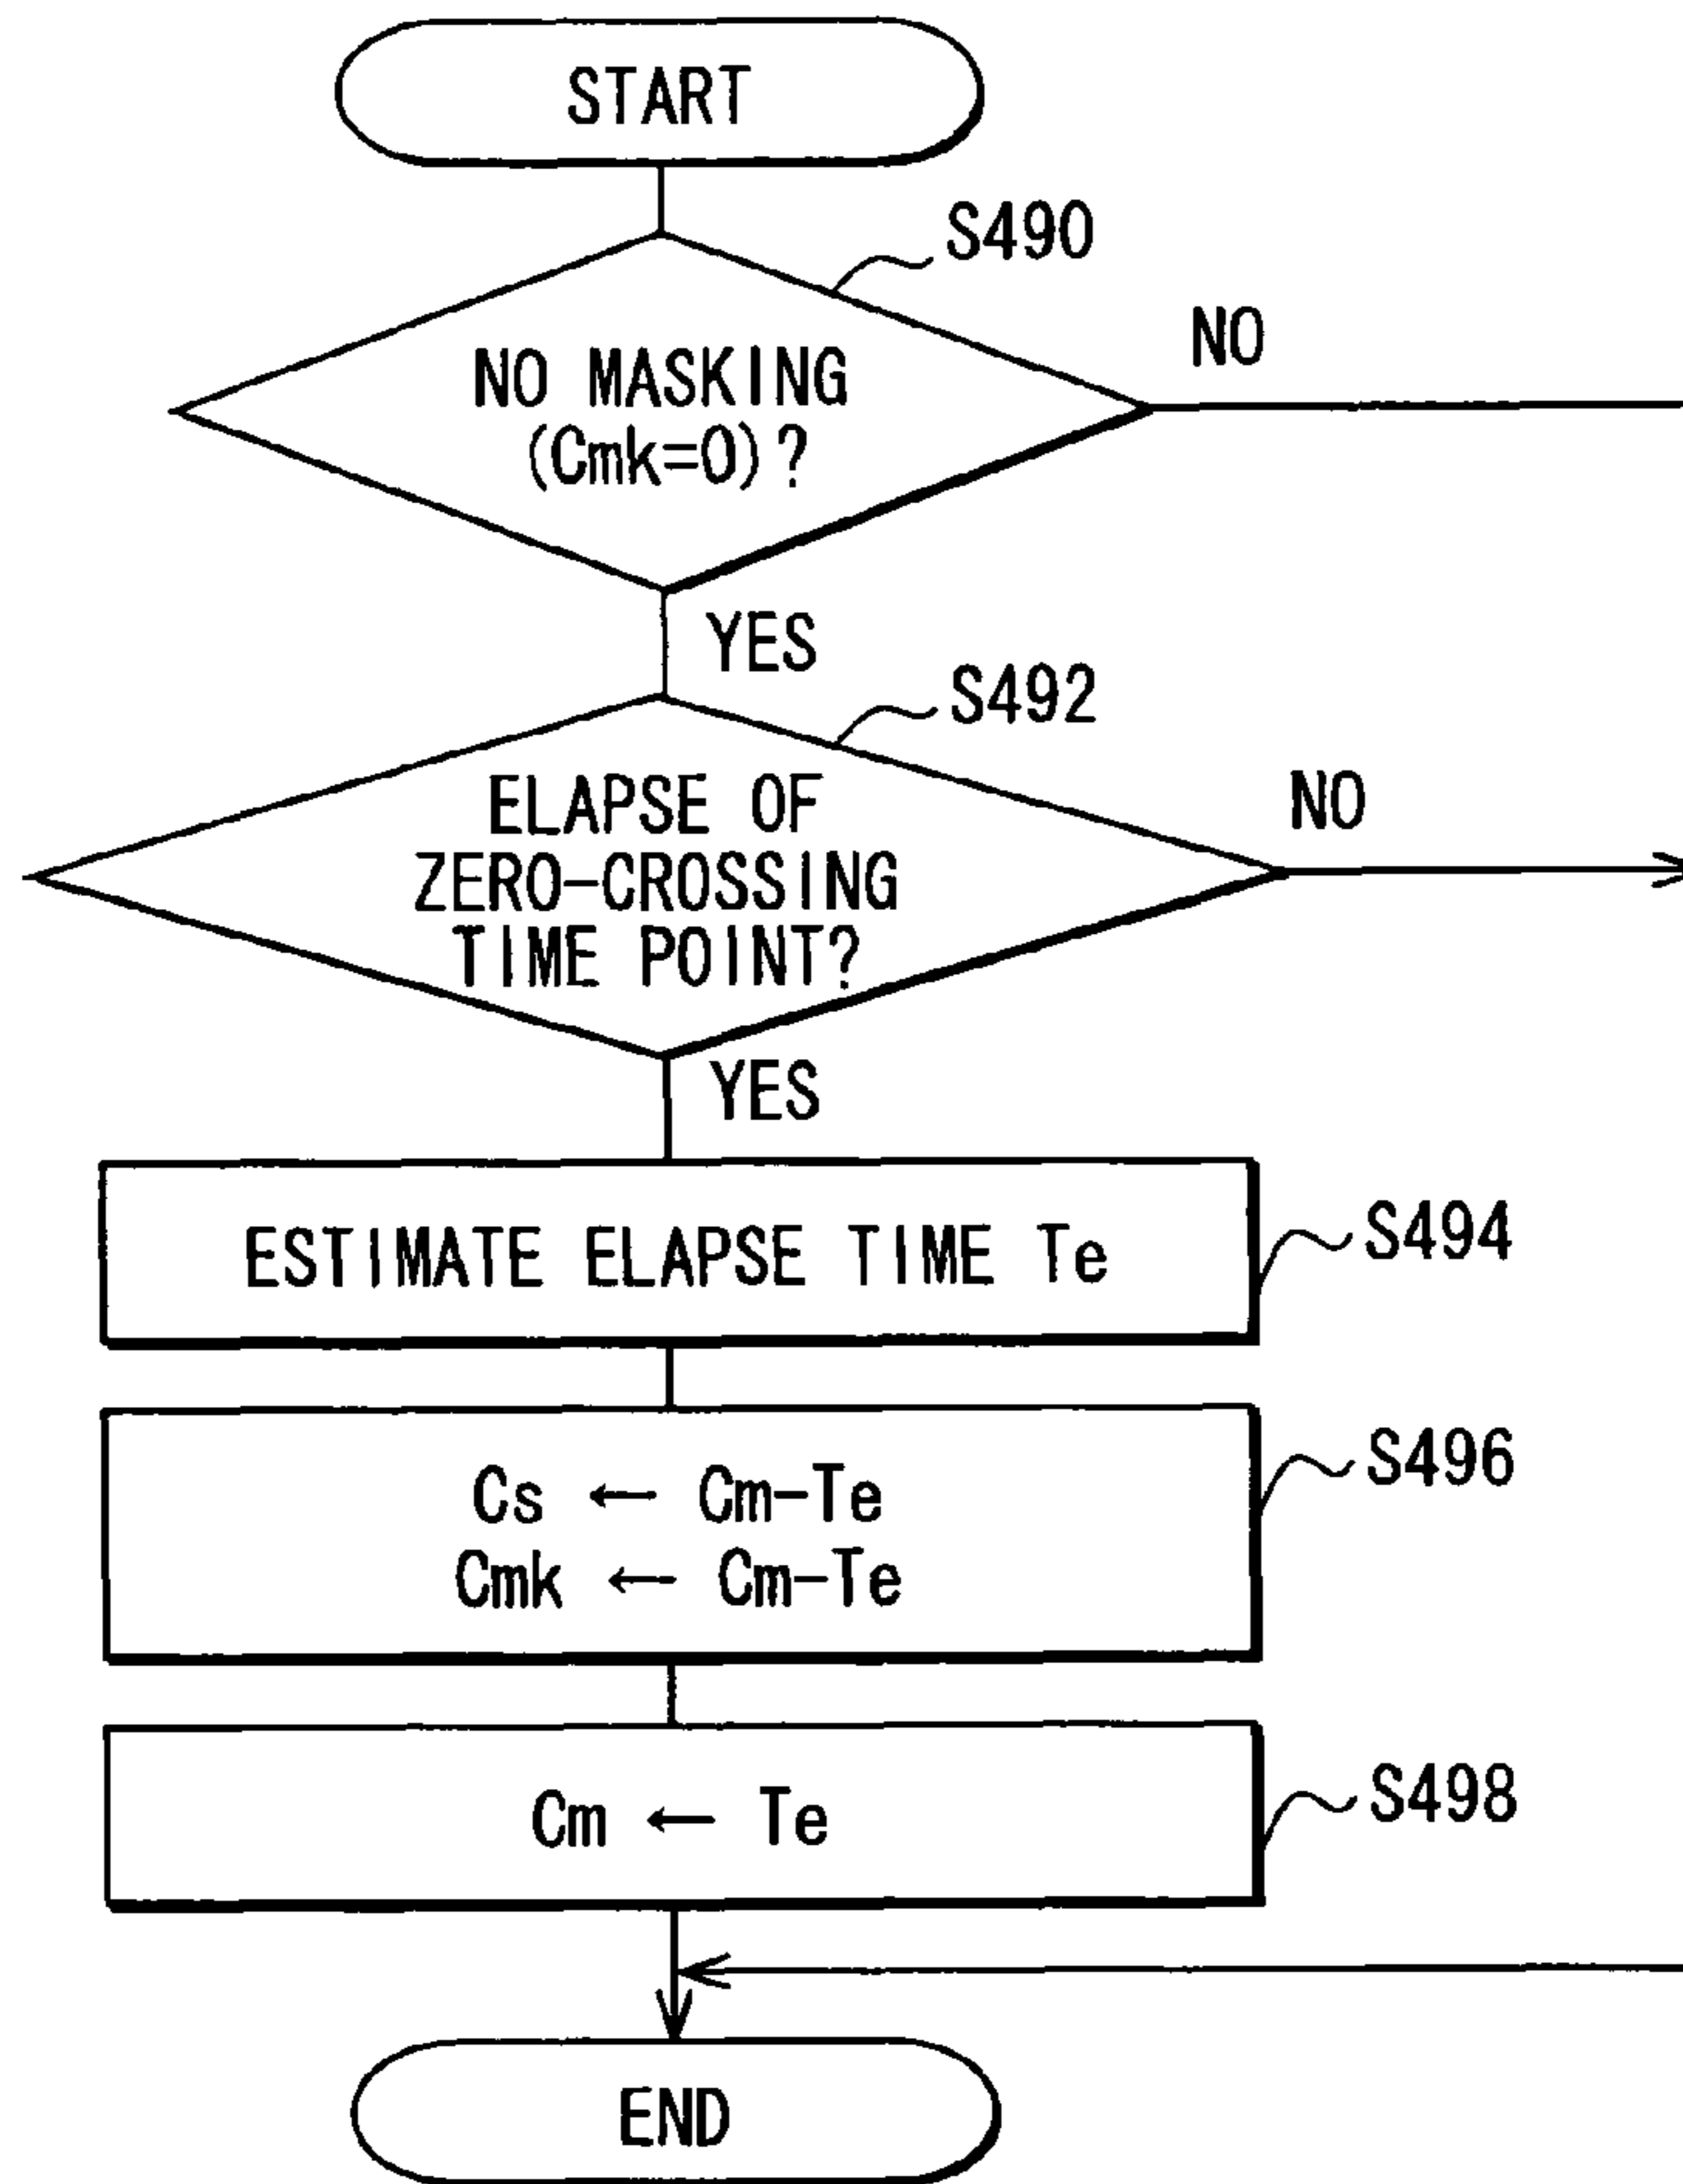 START
S490
NO MASKING
(Cmk=0)?
NO
YES
S492
ELAPSE OF
ZERO-CROSSING
TIME POINT?
NO
YES
ESTIMATE ELAPSE TIME Te
S494
Cs ← Cm-Te
Cmk ← Cm-Te
S496
Cm ← Te
S498
END